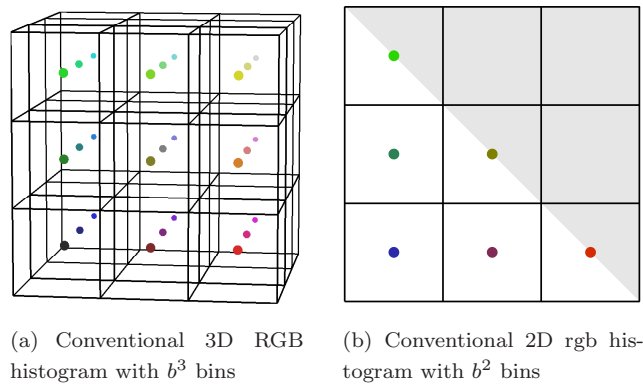 (a) Conventional 3D RGB
histogram with b³ bins
(b) Conventional 2D rgb his-
togram with b² bins